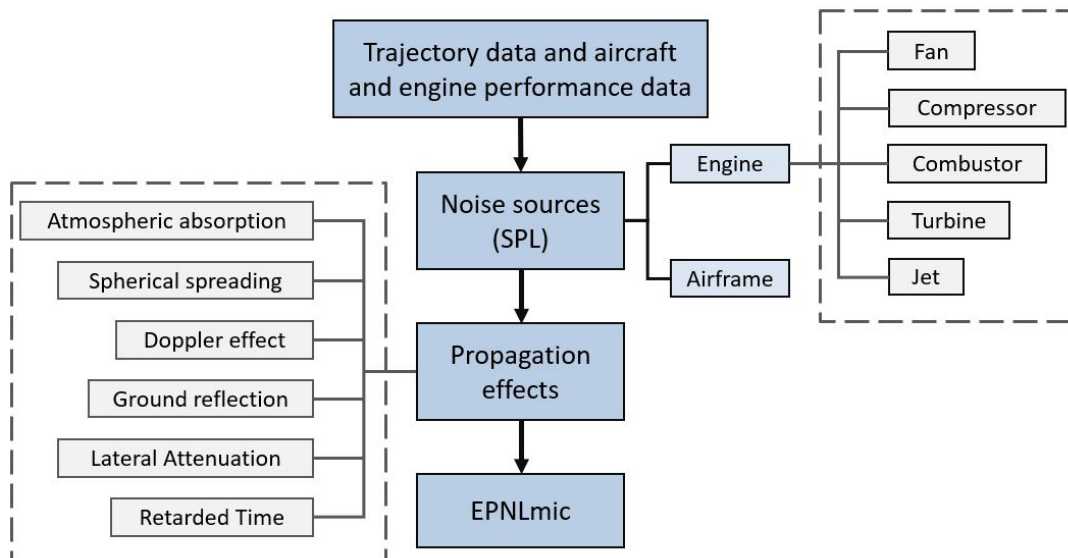 Trajectory data and aircraft
and engine performance data
Noise sources
(SPL)
Engine
Airframe
Fan
Compressor
Combustor
Turbine
Jet
Propagation
effects
Atmospheric absorption
Spherical spreading
Doppler effect
Ground reflection
Lateral Attenuation
Retarded Time
EPNLmic